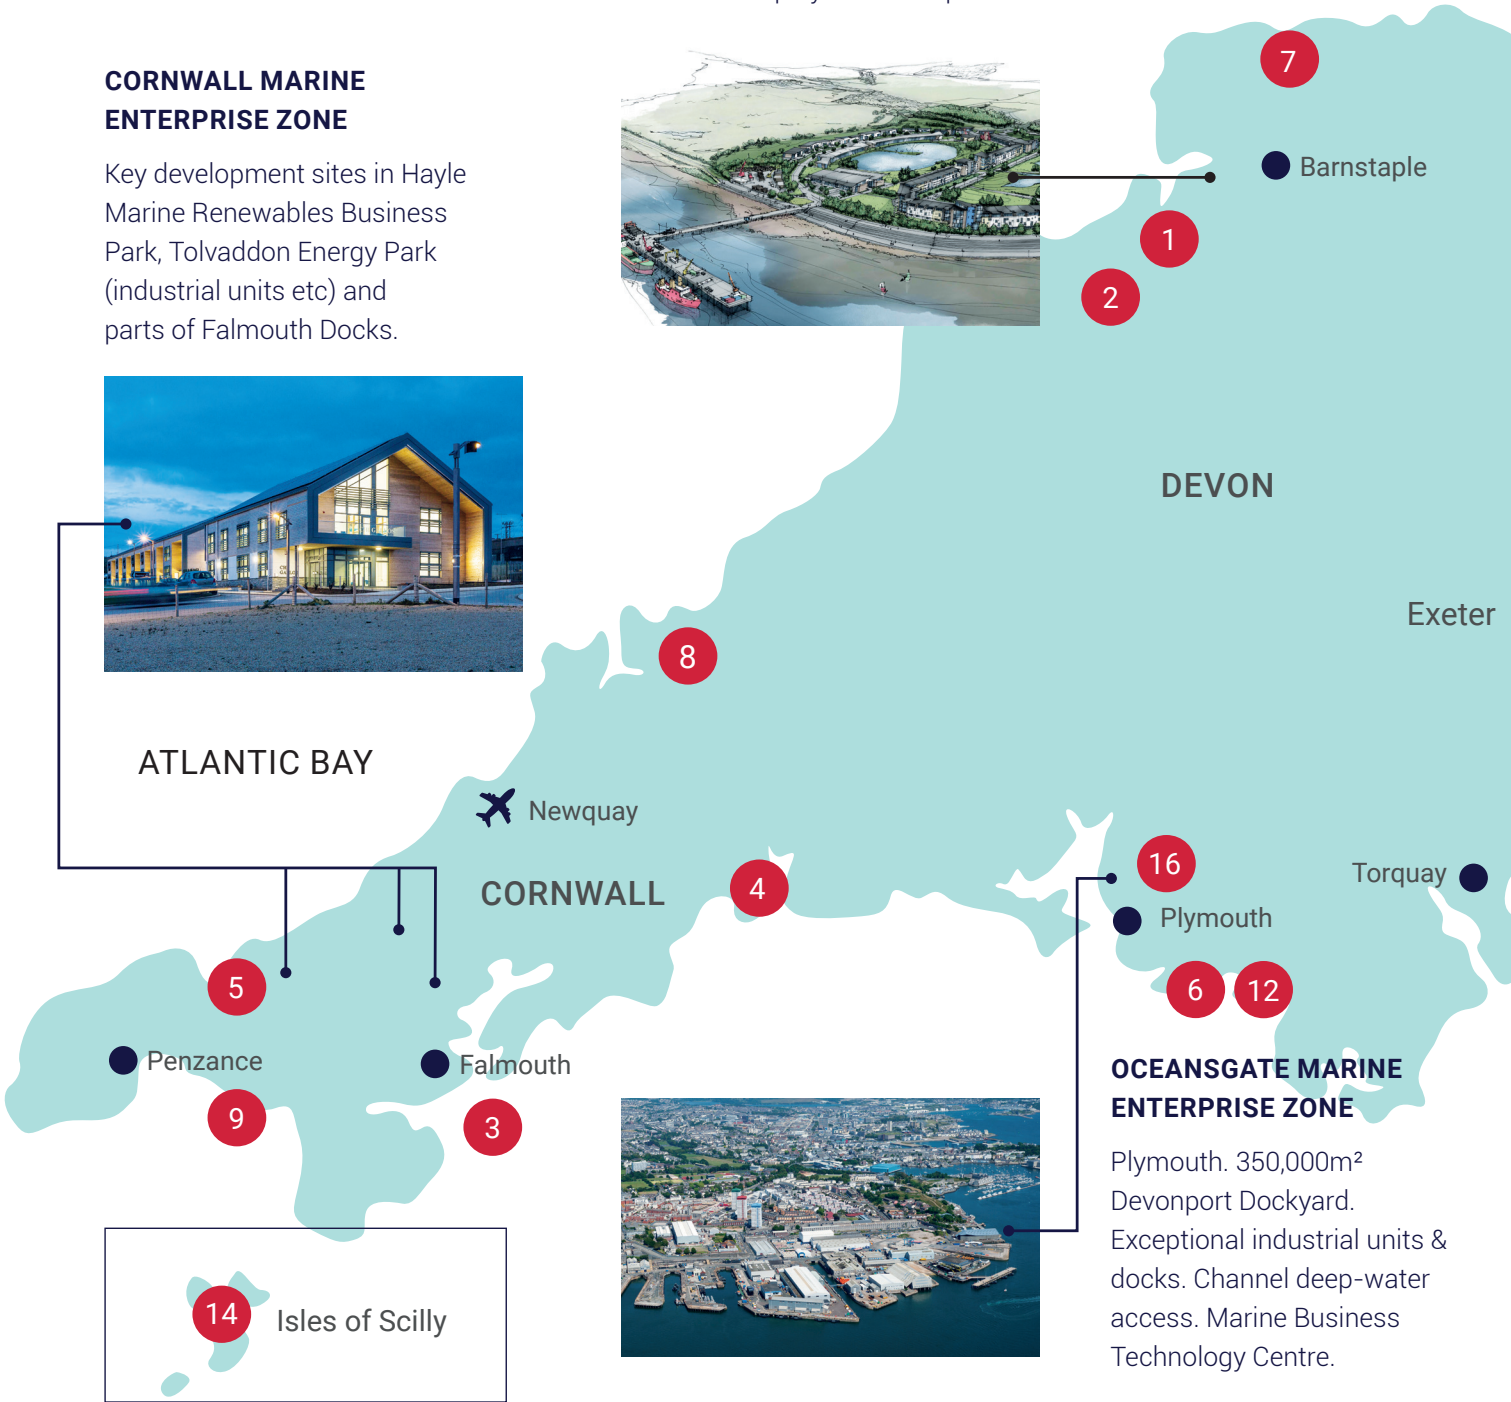 CORNWALL MARINE
ENTERPRISE ZONE
Key development sites in Hayle
Marine Renewables Business
Park, Tolvaddon Energy Park
(industrial units etc) and
parts of Falmouth Docks.
7
Barnstaple
1
2
DEVON
Exeter
8
ATLANTIC BAY
Newquay
CORNWALL
4
16
Torquay
Plymouth
5
6
12
Penzance
Falmouth
9
3
OCEANSGATE MARINE
ENTERPRISE ZONE
Plymouth. 350,000m²
Devonport Dockyard.
Exceptional industrial units &
docks. Channel deep-water
access. Marine Business
Technology Centre.
14
Isles of Scilly